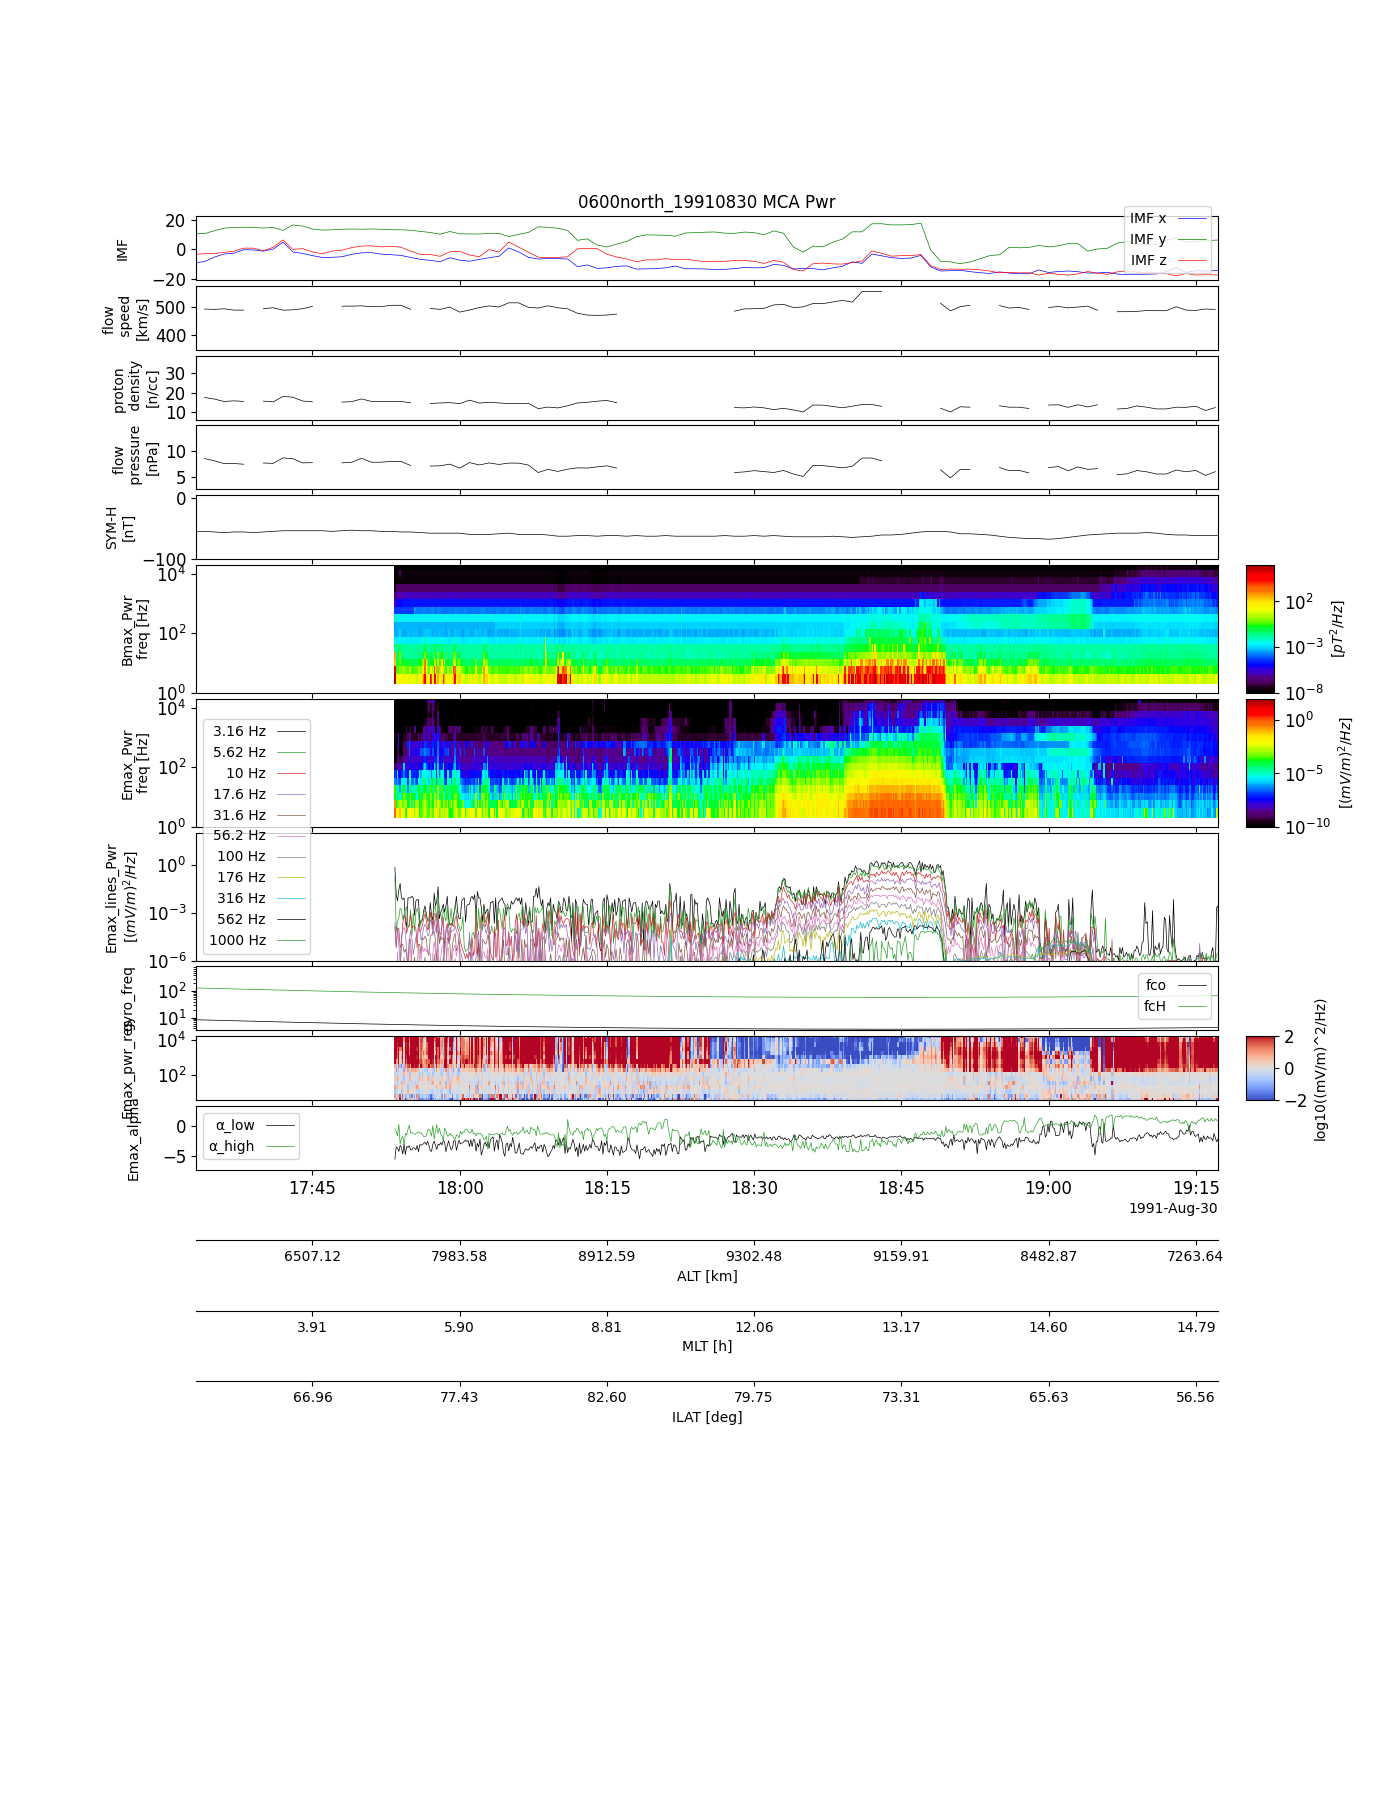 0600north_19910830 MCA Pwr
IMF
20
0
−20
IMF x
IMF y
IMF z
flow
speed
[km/s]
500
400
proton
density
[n/cc]
30
20
10
flow
pressure
[nPa]
10
5
SYM-H
[nT]
0
−100
Bmax_Pwr
freq [Hz]
10^4
10^2
10^0
10^2
10^−3
10^−8
[pT^2/Hz]
Emax_Pwr
freq [Hz]
10^4
10^2
10^0
10^0
10^−5
10^−10
[(mV/m)^2/Hz]
3.16 Hz
5.62 Hz
10 Hz
17.6 Hz
31.6 Hz
56.2 Hz
100 Hz
176 Hz
316 Hz
562 Hz
1000 Hz
Emax_lines_Pwr
[(mV/m)^2/Hz]
10^0
10^−3
10^−6
gyro_freq
10^2
10^1
fco
fcH
10^4
10^2
2
0
−2
log10((mV/m)^2/Hz)
Emax_alpha
0
−5
α_low
α_high
17:45 18:00 18:15 18:30 18:45 19:00 19:15
1991-Aug-30
6507.12 7983.58 8912.59 9302.48 9159.91 8482.87 7263.64
ALT [km]
3.91 5.90 8.81 12.06 13.17 14.60 14.79
MLT [h]
66.96 77.43 82.60 79.75 73.31 65.63 56.56
ILAT [deg]